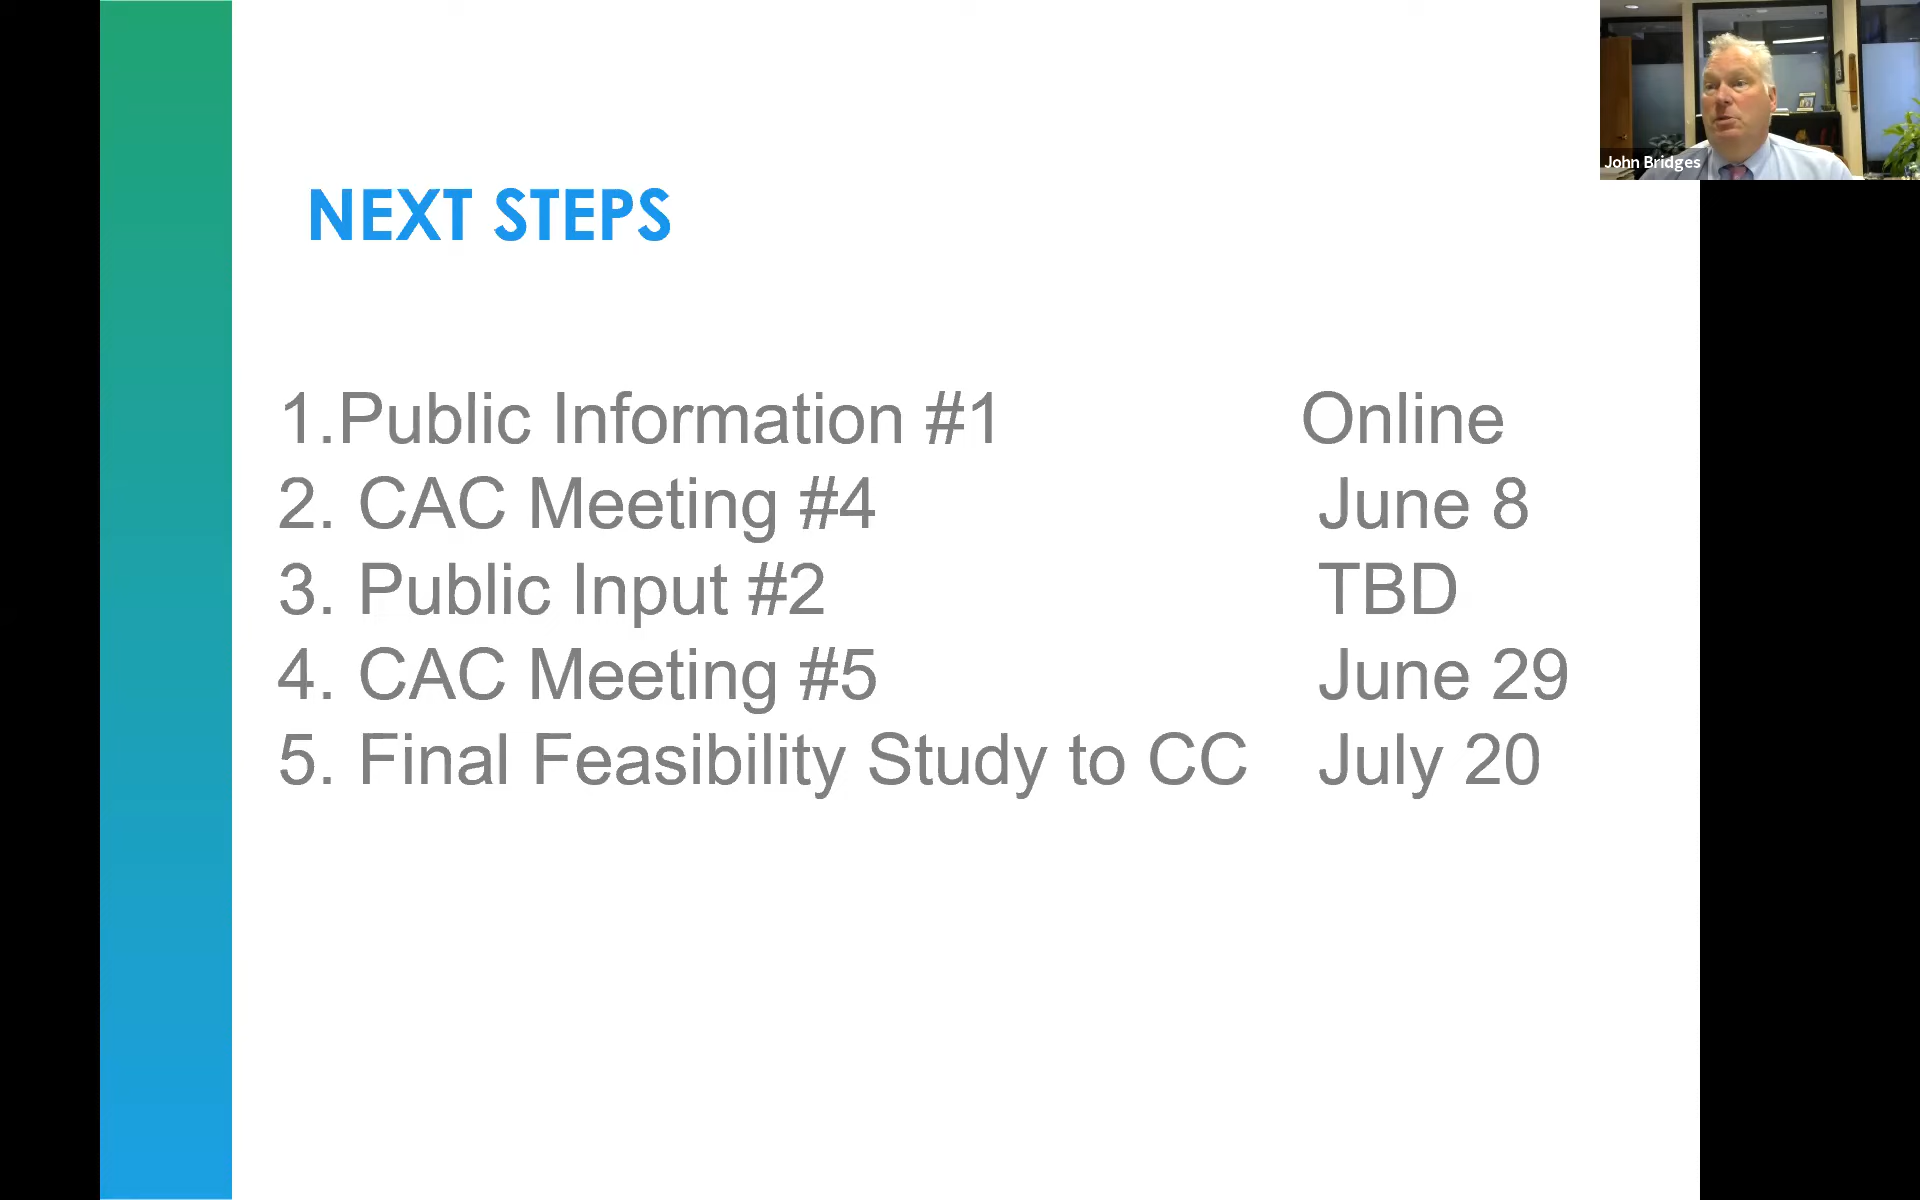 John Bridges
NEXT STEPS
1.Public Information #1 Online
2. CAC Meeting #4 June 8
3. Public Input #2 TBD
4. CAC Meeting #5 June 29
5. Final Feasibility Study to CC July 20